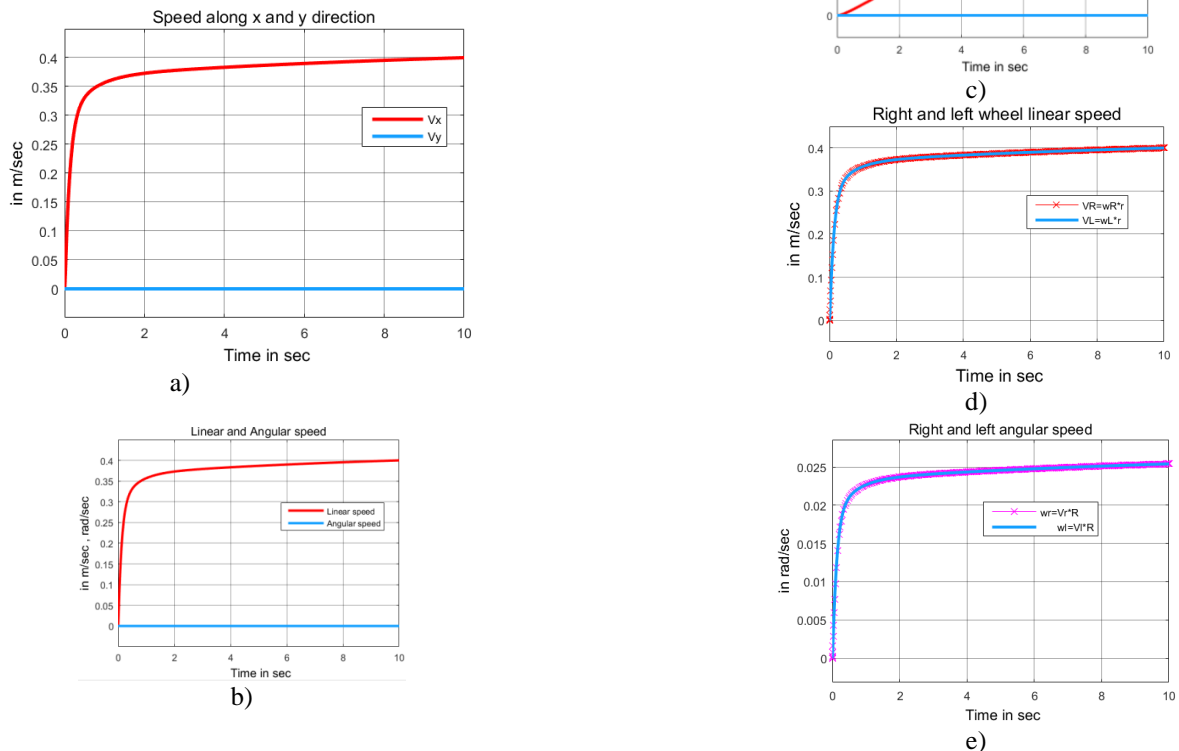 Speed along x and y direction
0.4
0.35
0.3
0.25
0.2
0.15
0.1
0.05
0
in m/sec
Vx
Vy
0 2 4 6 8 10
Time in sec
a)
Linear and Angular speed
0.4
0.35
0.3
0.25
0.2
0.15
0.1
0.05
0
in m/sec , rad/sec
Linear speed
Angular speed
0 2 4 6 8 10
Time in sec
b)
0
0 2 4 6 8 10
Time in sec
c)
Right and left wheel linear speed
0.4
0.3
0.2
0.1
0
in m/sec
VR=wR*r
VL=wL*r
0 2 4 6 8 10
Time in sec
d)
Right and left angular speed
0.025
0.02
0.015
0.01
0.005
0
in rad/sec
wr=Vr*R
wl=Vl*R
0 2 4 6 8 10
Time in sec
e)